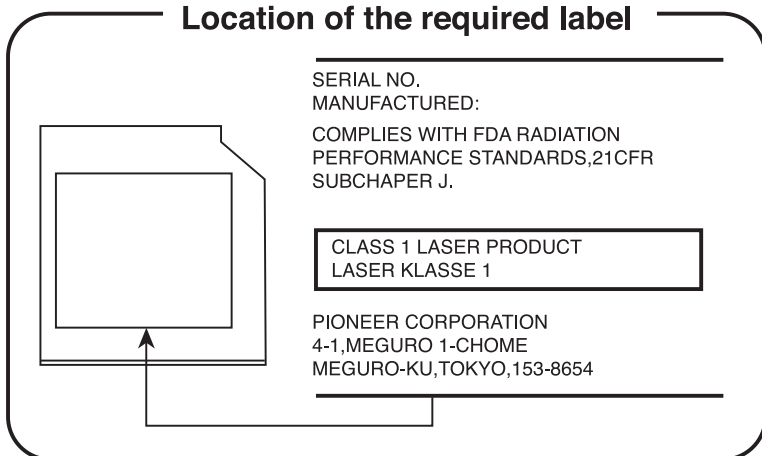 Location of the required label
SERIAL NO.
MANUFACTURED:
COMPLIES WITH FDA RADIATION
PERFORMANCE STANDARDS,21CFR
SUBCHAPER J.
CLASS 1 LASER PRODUCT
LASER KLASSE 1
PIONEER CORPORATION
4-1,MEGURO 1-CHOME
MEGURO-KU,TOKYO,153-8654